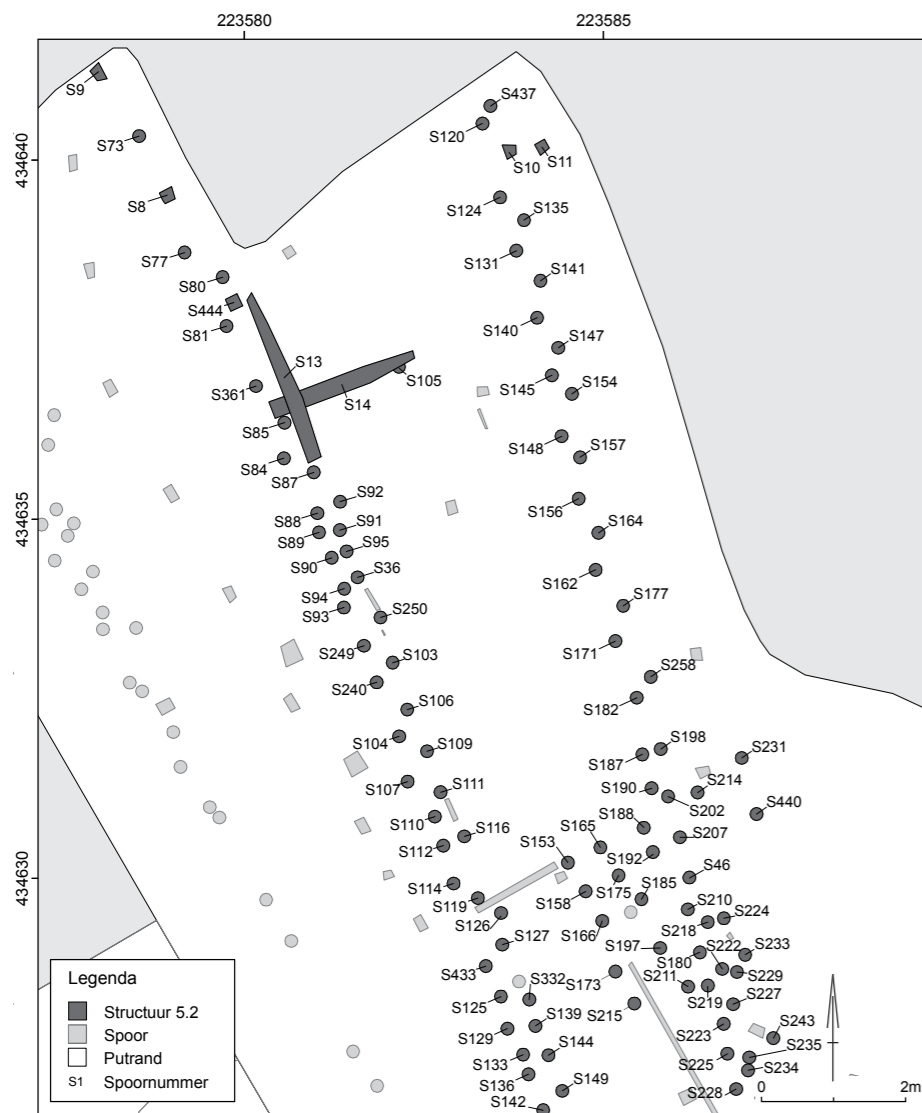 223580 223585
S9
S437
S73
S120
434640
S10 S11
S8
S124
S135
S77
S131
S80
S141
S444
S81
S140
S147
S13
S105
S361
S14
S145
S154
S85
S148
S157
S84
S87
S92
434635
S88
S91
S156
S164
S89
S95
S90
S36
S162
S94
S177
S93
S250
S249
S103
S171
S258
S240
S106
S182
S104
S109
S198
S231
S187
S107
S111
S190
S214
S202
S440
S110
S116
S188
S207
S165
S153
S112
S192
434630
S46
S114
S175
S185
S119
S158
S210
S126
S224
S166
S218
S127
S197
S222
S233
S433
S180
S229
S332
S211
Legenda
S173
S219
S227
Structuur 5.2
S125
S215
S243
Spoor
S139
S223
S129
S235
Putrand
S144
S133
S225
S234
S1 Spoornummer
S136
S149
S228
S142
0 2m